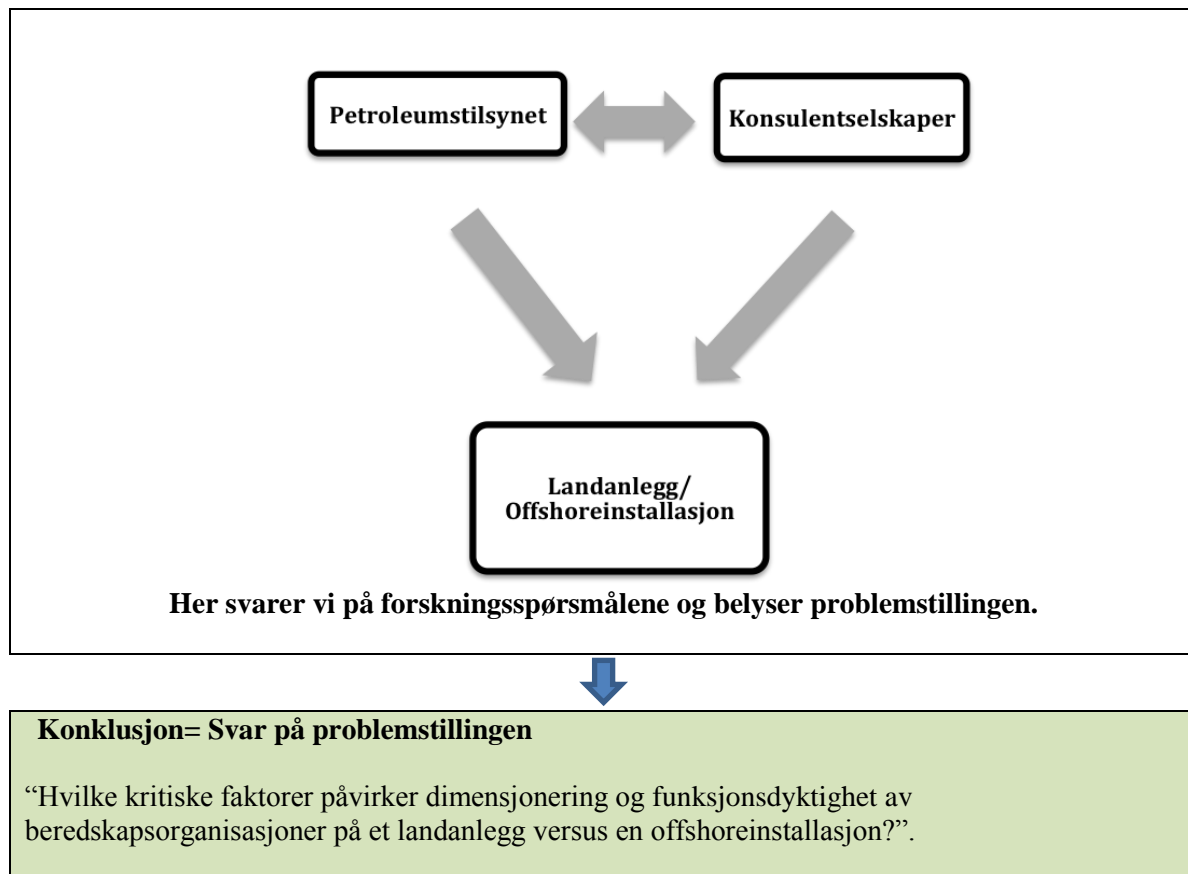 Petroleumstilsynet
Konsulentselskaper
Landanlegg/
Offshoreinstallasjon
Her svarer vi på forskningsspørsmålene og belyser problemstillingen.
Konklusjon= Svar på problemstillingen
“Hvilke kritiske faktorer påvirker dimensjonering og funksjonsdyktighet av
beredskapsorganisasjoner på et landanlegg versus en offshoreinstallasjon?”.